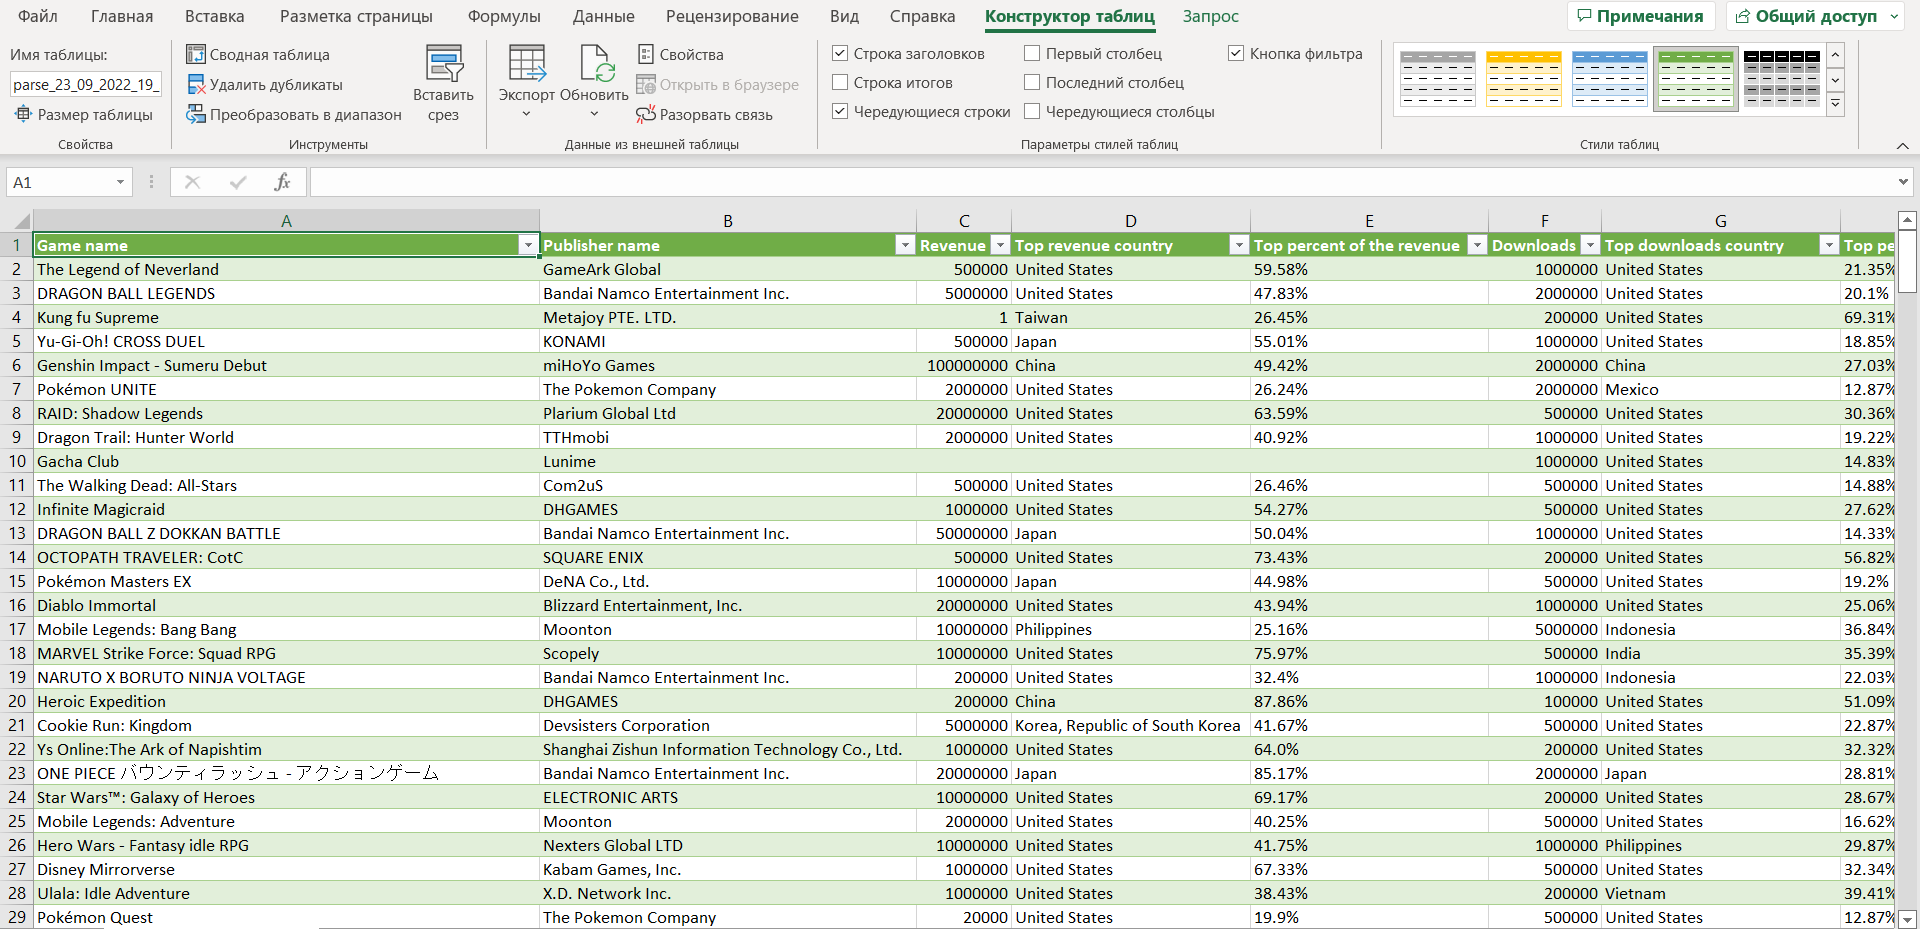 Файл Главная Вставка Разметка страницы Формулы Данные Рецензирование Вид Справка Конструктор таблиц Запрос Примечания Общий доступ
Имя таблицы:
parse_23_09_2022_19_
Размер таблицы
Свойства
Сводная таблица
Удалить дубликаты
Преобразовать в диапазон
Вставить срез
Инструменты
Экспорт
Обновить
Свойства
Открыть в браузере
Разорвать связь
Данные из внешней таблицы
Строка заголовков
Строка итогов
Чередующиеся строки
Первый столбец
Последний столбец
Чередующиеся столбцы
Кнопка фильтра
Параметры стилей таблиц
Стили таблиц
A1 fx
A B C D E F G
1 Game name Publisher name Revenue Top revenue country Top percent of the revenue Downloads Top downloads country Top pe
2 The Legend of Neverland GameArk Global 500000 United States 59.58% 1000000 United States 21.35%
3 DRAGON BALL LEGENDS Bandai Namco Entertainment Inc. 5000000 United States 47.83% 2000000 United States 20.1%
4 Kung fu Supreme Metajoy PTE. LTD. 1 Taiwan 26.45% 200000 United States 69.31%
5 Yu-Gi-Oh! CROSS DUEL KONAMI 500000 Japan 55.01% 1000000 United States 18.85%
6 Genshin Impact - Sumeru Debut miHoYo Games 100000000 China 49.42% 2000000 China 27.03%
7 Pokémon UNITE The Pokemon Company 2000000 United States 26.24% 2000000 Mexico 12.87%
8 RAID: Shadow Legends Plarium Global Ltd 20000000 United States 63.59% 500000 United States 30.36%
9 Dragon Trail: Hunter World TTHmobi 2000000 United States 40.92% 1000000 United States 19.22%
10 Gacha Club Lunime 1000000 United States 14.83%
11 The Walking Dead: All-Stars Com2uS 500000 United States 26.46% 500000 United States 14.88%
12 Infinite Magicraid DHGAMES 1000000 United States 54.27% 500000 United States 27.62%
13 DRAGON BALL Z DOKKAN BATTLE Bandai Namco Entertainment Inc. 50000000 Japan 50.04% 1000000 United States 14.33%
14 OCTOPATH TRAVELER: CotC SQUARE ENIX 500000 United States 73.43% 200000 United States 56.82%
15 Pokémon Masters EX DeNA Co., Ltd. 10000000 Japan 44.98% 500000 United States 19.2%
16 Diablo Immortal Blizzard Entertainment, Inc. 20000000 United States 43.94% 1000000 United States 25.06%
17 Mobile Legends: Bang Bang Moonton 10000000 Philippines 25.16% 5000000 Indonesia 36.84%
18 MARVEL Strike Force: Squad RPG Scopely 10000000 United States 75.97% 500000 India 35.39%
19 NARUTO X BORUTO NINJA VOLTAGE Bandai Namco Entertainment Inc. 200000 United States 32.4% 1000000 Indonesia 22.03%
20 Heroic Expedition DHGAMES 200000 China 87.86% 100000 United States 51.09%
21 Cookie Run: Kingdom Devsisters Corporation 5000000 Korea, Republic of South Korea 41.67% 500000 United States 22.87%
22 Ys Online:The Ark of Napishtim Shanghai Zishun Information Technology Co., Ltd. 1000000 United States 64.0% 200000 United States 32.32%
23 ONE PIECE バウンティラッシュ - アクションゲーム Bandai Namco Entertainment Inc. 20000000 Japan 85.17% 2000000 Japan 28.81%
24 Star Wars™: Galaxy of Heroes ELECTRONIC ARTS 10000000 United States 69.17% 200000 United States 28.67%
25 Mobile Legends: Adventure Moonton 2000000 United States 40.25% 500000 United States 16.62%
26 Hero Wars - Fantasy idle RPG Nexters Global LTD 10000000 United States 41.75% 1000000 Philippines 29.87%
27 Disney Mirrorverse Kabam Games, Inc. 1000000 United States 67.33% 500000 United States 32.34%
28 Ulala: Idle Adventure X.D. Network Inc. 1000000 United States 38.43% 200000 Vietnam 39.41%
29 Pokémon Quest The Pokemon Company 20000 United States 19.9% 500000 United States 12.87%